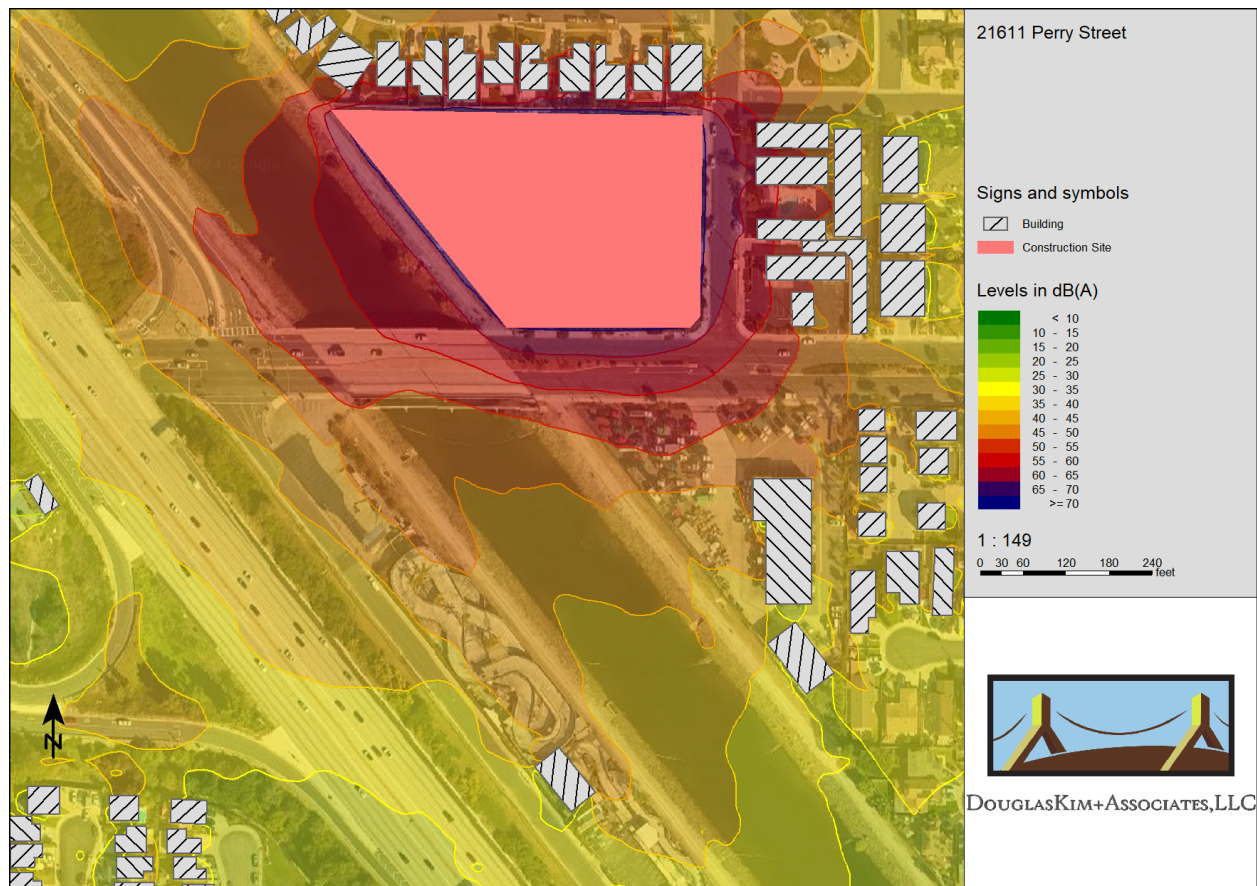 21611 Perry Street
Signs and symbols
Building
Construction Site
Levels in dB(A)
< 10
10 - 15
15 - 20
20 - 25
25 - 30
30 - 35
35 - 40
40 - 45
45 - 50
50 - 55
55 - 60
60 - 65
65 - 70
>= 70
1 : 149
0 30 60 120 180 240
feet
N
DOUGLASKIM+ASSOCIATES,LLC